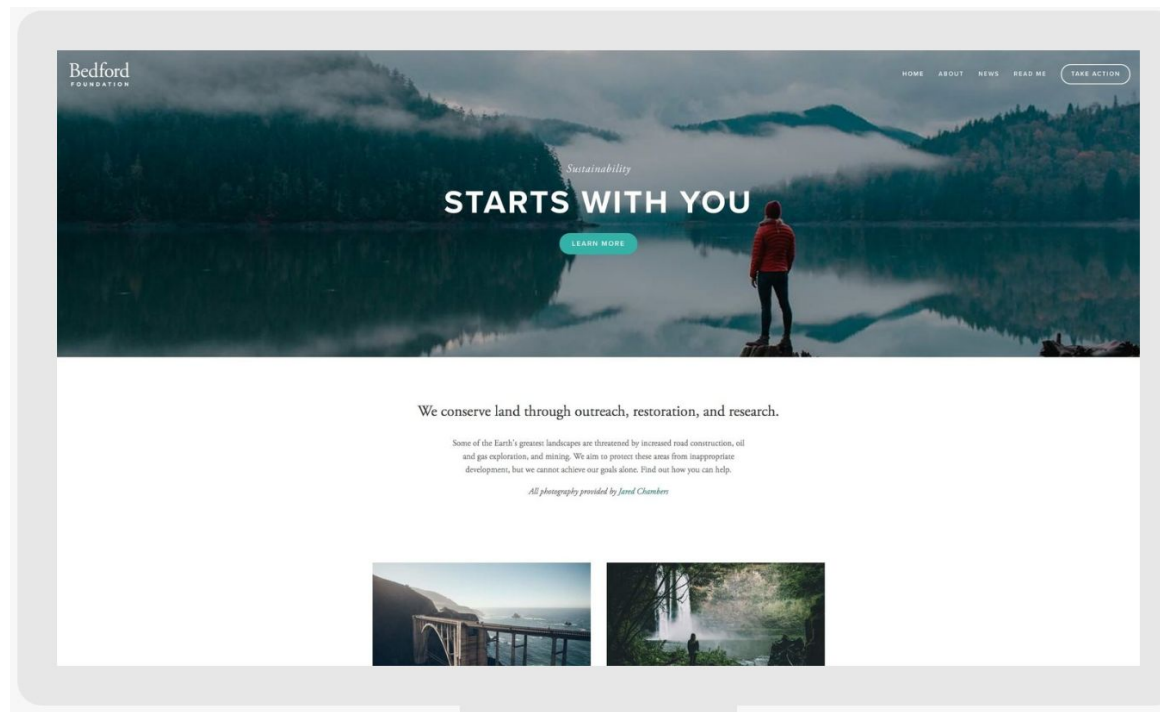 Bedford
FOUNDATION
HOME ABOUT NEWS READ ME TAKE ACTION
Sustainability
STARTS WITH YOU
LEARN MORE
We conserve land through outreach, restoration, and research.
Some of the Earth's greatest landscapes are threatened by increased road construction, oil
and gas exploration, and mining. We aim to protect these areas from inappropriate
development, but we cannot achieve our goals alone. Find out how you can help.
All photography provided by Jared Chambers